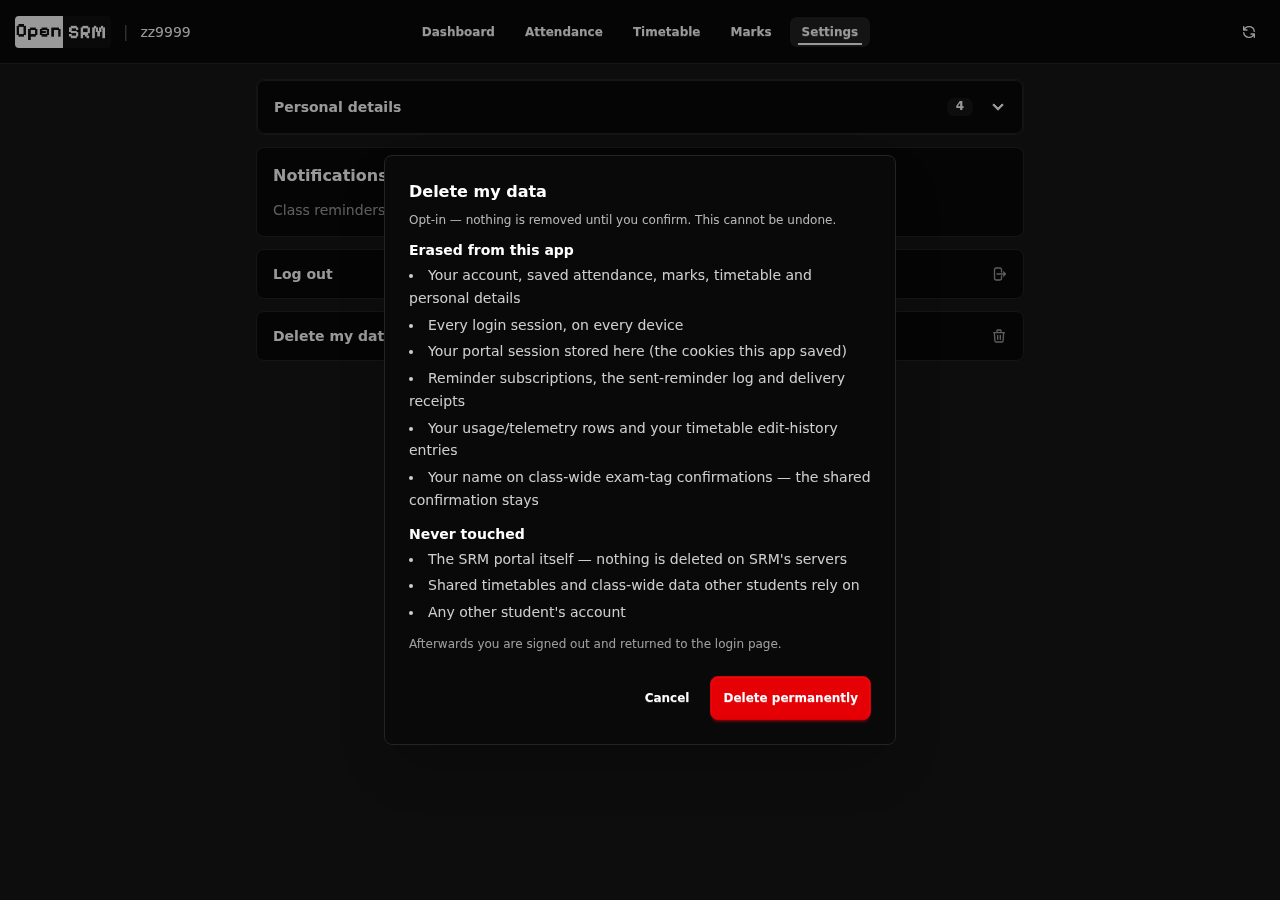 Open SRM | zz9999 Dashboard Attendance Timetable Marks Settings
Personal details 4
Notifications
Class reminders
Log out
Delete my dat
Delete my data
Opt-in — nothing is removed until you confirm. This cannot be undone.
Erased from this app
• Your account, saved attendance, marks, timetable and
personal details
• Every login session, on every device
• Your portal session stored here (the cookies this app saved)
• Reminder subscriptions, the sent-reminder log and delivery
receipts
• Your usage/telemetry rows and your timetable edit-history
entries
• Your name on class-wide exam-tag confirmations — the shared
confirmation stays
Never touched
• The SRM portal itself — nothing is deleted on SRM's servers
• Shared timetables and class-wide data other students rely on
• Any other student's account
Afterwards you are signed out and returned to the login page.
Cancel Delete permanently